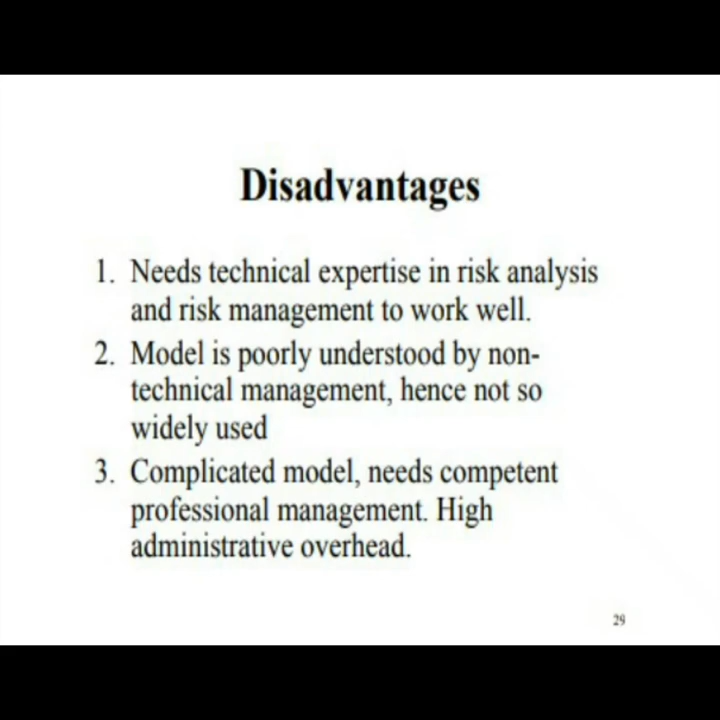 Disadvantages
1. Needs technical expertise in risk analysis
and risk management to work well.
2. Model is poorly understood by non-
technical management, hence not so
widely used
3. Complicated model, needs competent
professional management. High
administrative overhead.
29